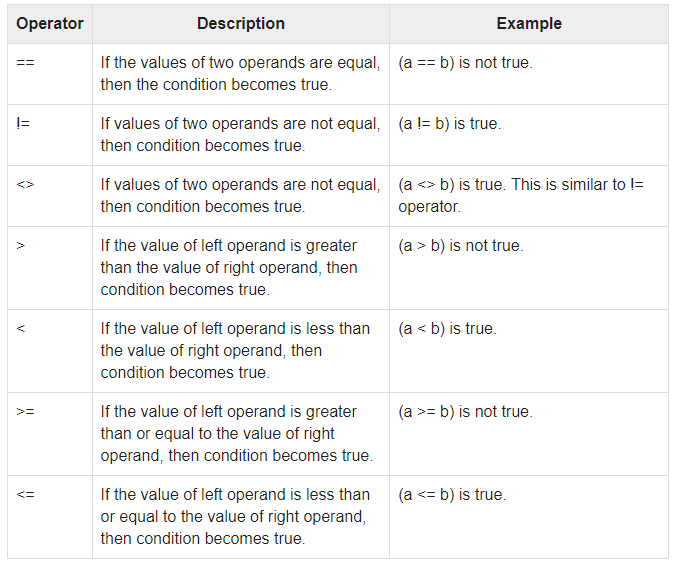 Operator Description Example
== If the values of two operands are equal, (a == b) is not true.
then the condition becomes true.
!= If values of two operands are not equal, (a != b) is true.
then condition becomes true.
<> If values of two operands are not equal, (a <> b) is true. This is similar to !=
then condition becomes true. operator.
> If the value of left operand is greater (a > b) is not true.
than the value of right operand, then
condition becomes true.
< If the value of left operand is less than (a < b) is true.
the value of right operand, then
condition becomes true.
>= If the value of left operand is greater (a >= b) is not true.
than or equal to the value of right
operand, then condition becomes true.
<= If the value of left operand is less than (a <= b) is true.
or equal to the value of right operand,
then condition becomes true.